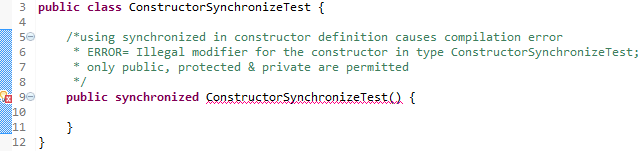 3 public class ConstructorSynchronizeTest {
4
5 /*using synchronized in constructor definition causes compilation error
6 * ERROR= Illegal modifier for the constructor in type ConstructorSynchronizeTest;
7 * only public, protected & private are permitted
8 */
9 public synchronized ConstructorSynchronizeTest() {
10
11 }
12 }